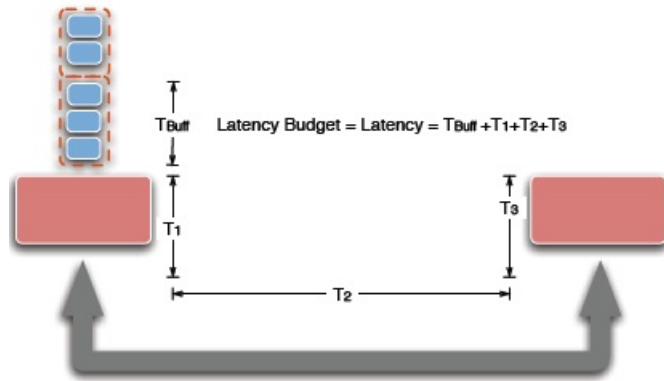 TBuff Latency Budget = Latency = TBuff +T1+T2+T3
T1
T3
T2